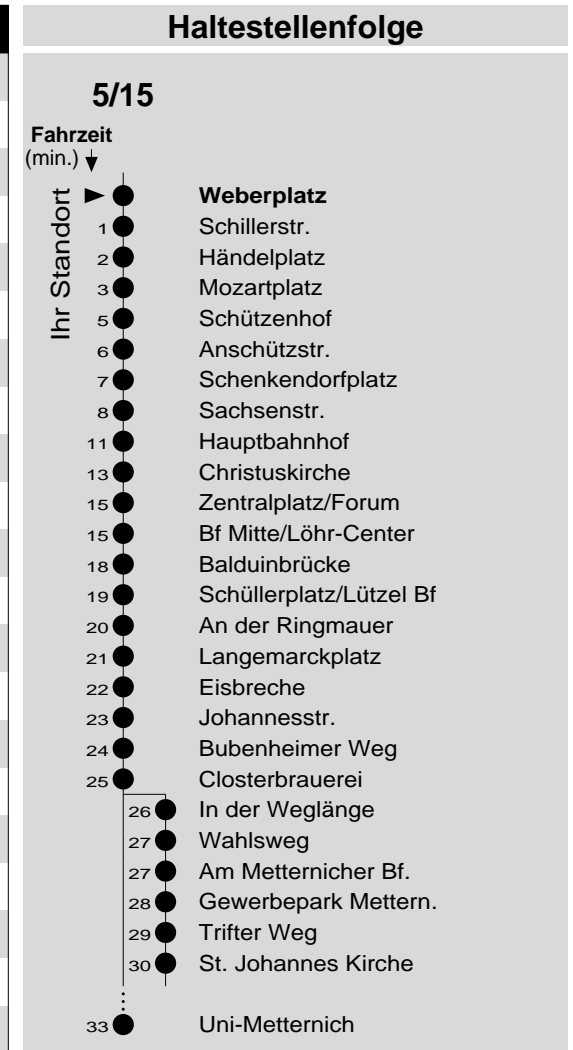 Haltestellenfolge
5/15
Fahrzeit
(min.)
Ihr Standort
Weberplatz
1 Schillerstr.
2 Händelplatz
3 Mozartplatz
5 Schützenhof
6 Anschützstr.
7 Schenkendorfplatz
8 Sachsenstr.
11 Hauptbahnhof
13 Christuskirche
15 Zentralplatz/Forum
15 Bf Mitte/Löhr-Center
18 Balduinbrücke
19 Schüllerplatz/Lützel Bf
20 An der Ringmauer
21 Langemarckplatz
22 Eisbreche
23 Johannesstr.
24 Bubenheimer Weg
25 Closterbrauerei
26 In der Weglänge
27 Wahlsweg
27 Am Metternicher Bf.
28 Gewerbepark Mettern.
29 Trifter Weg
30 St. Johannes Kirche
33 Uni-Metternich